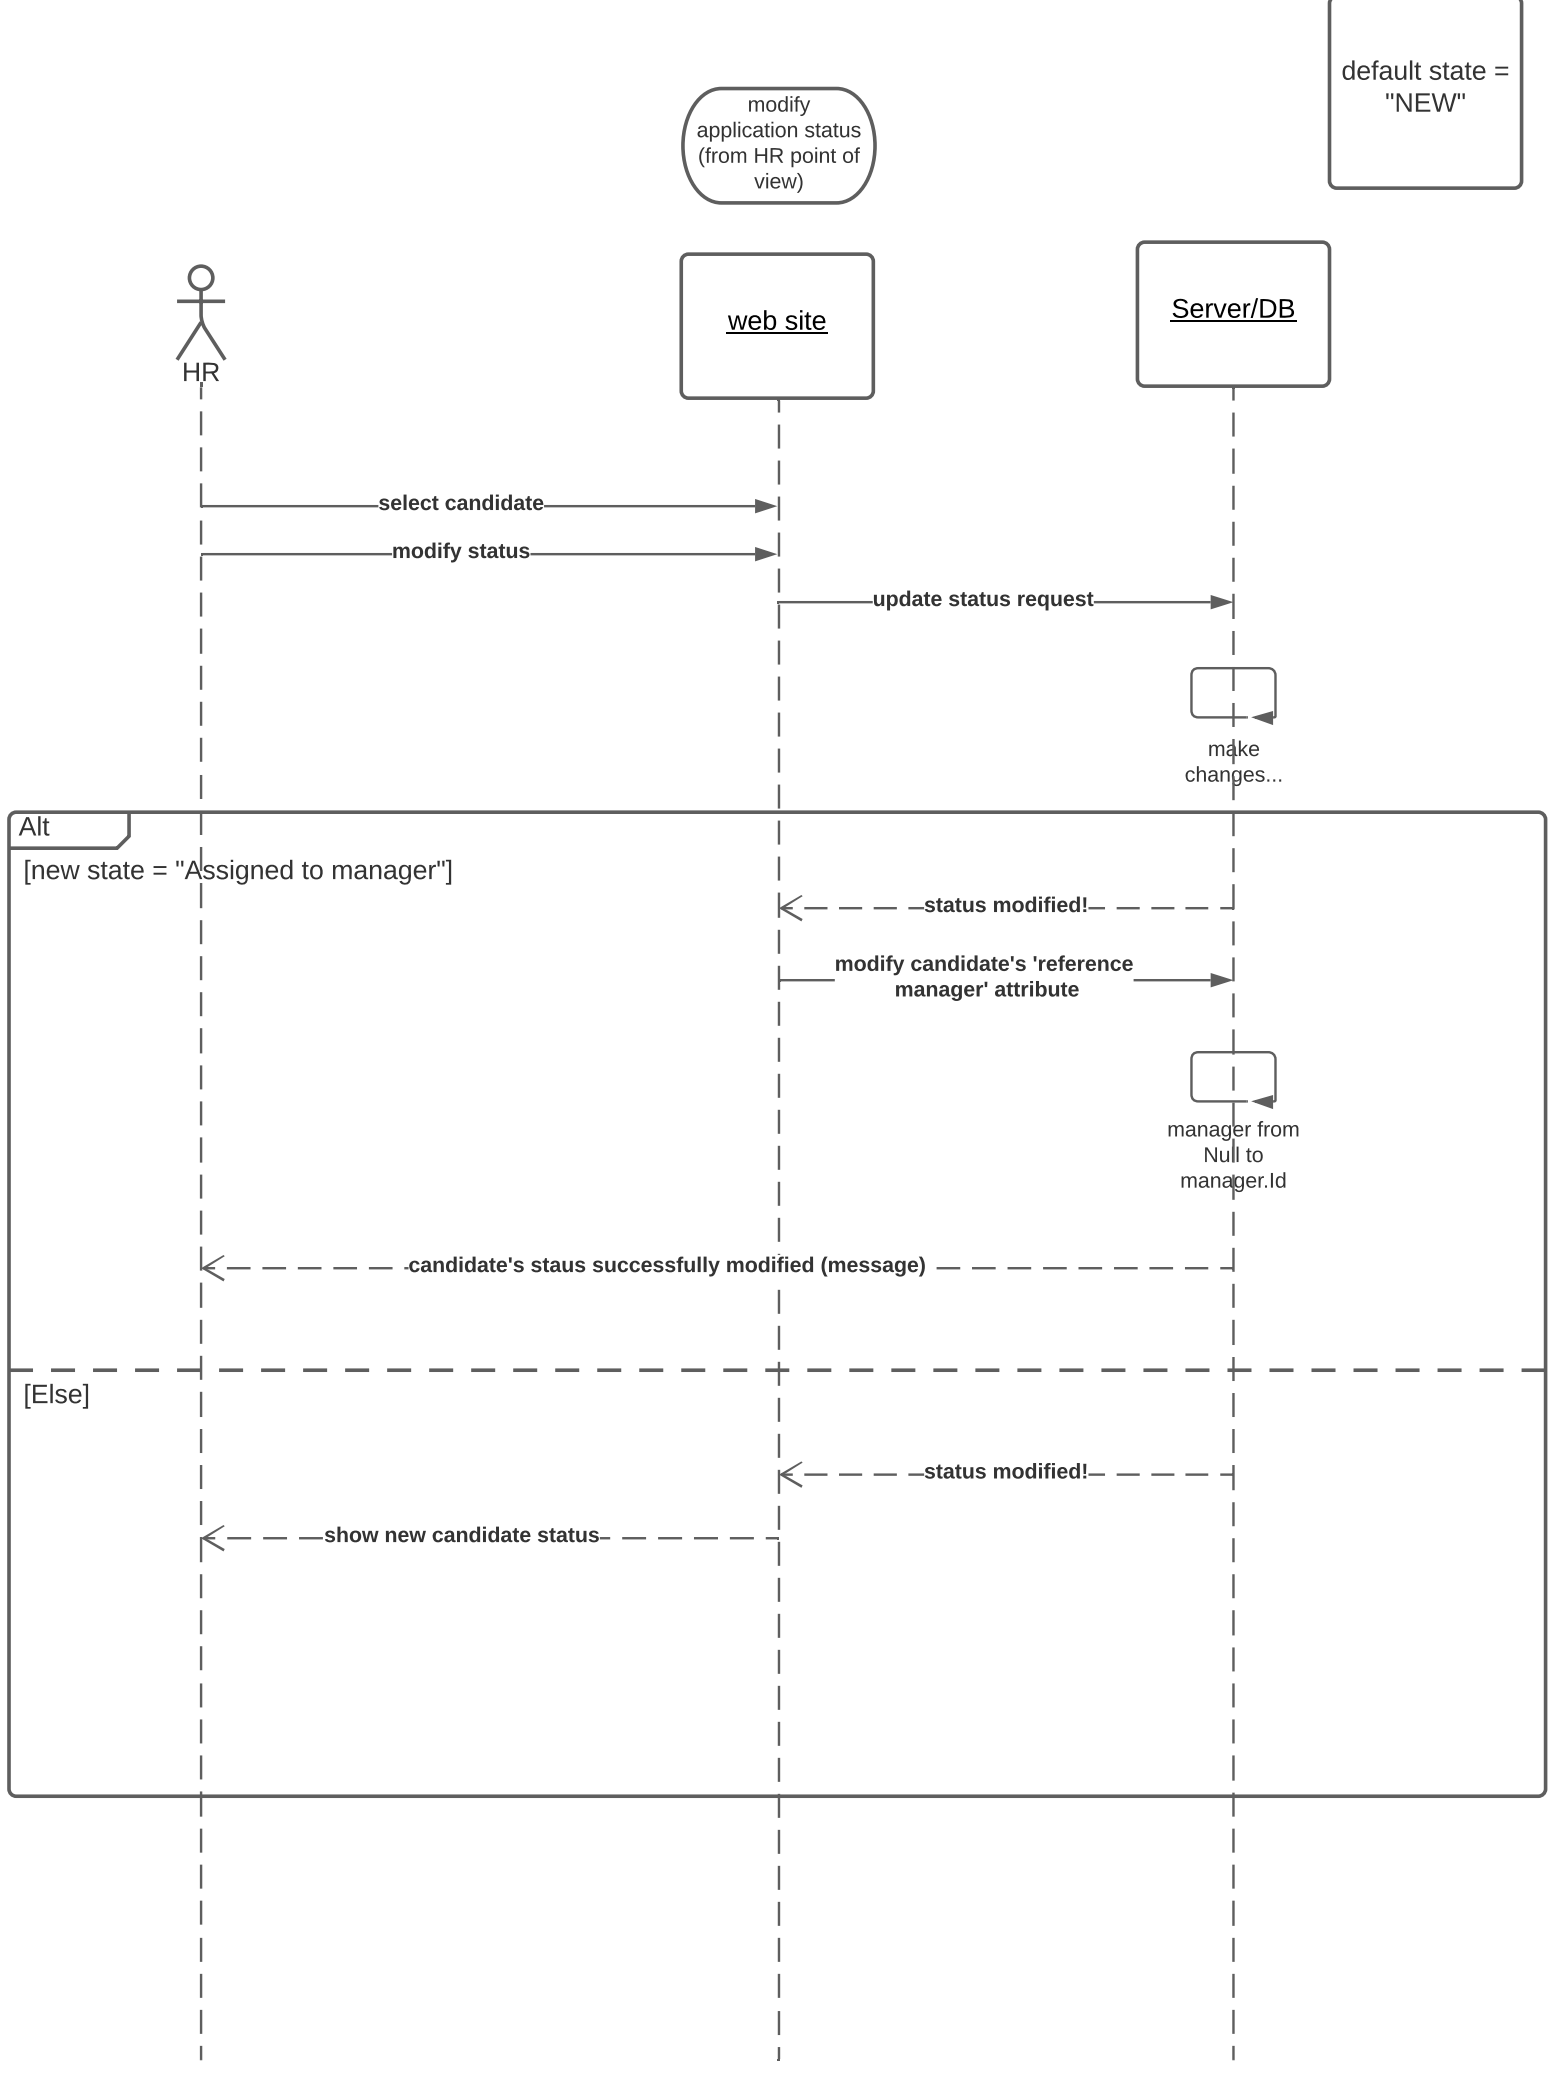 default state =
"NEW"
modify
application status
(from HR point of
view)
HR
web site
Server/DB
select candidate
modify status
update status request
make
changes...
Alt
[new state = "Assigned to manager"]
status modified!
modify candidate's 'reference
manager' attribute
manager from
Null to
manager.Id
candidate's staus successfully modified (message)
[Else]
status modified!
show new candidate status